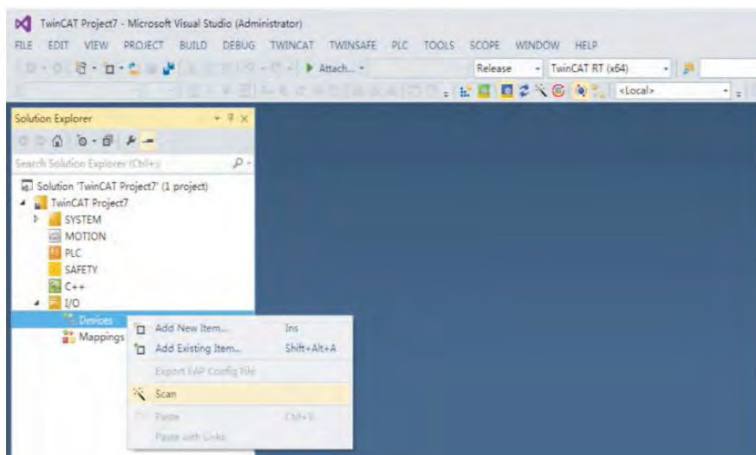 TwinCAT Project7 - Microsoft Visual Studio (Administrator)
FILE EDIT VIEW PROJECT BUILD DEBUG TWINCAT TWINSAFE PLC TOOLS SCOPE WINDOW HELP
Attach... Release TwinCAT RT (x64)
<Local>
Solution Explorer
Search Solution Explorer (Ctrl+;)
Solution 'TwinCAT Project7' (1 project)
TwinCAT Project7
SYSTEM
MOTION
PLC
SAFETY
C++
I/O
Devices
Mappings
Add New Item... Ins
Add Existing Item... Shift+Alt+A
Export EAP Config File
Scan
Paste Ctrl+V
Paste with Links